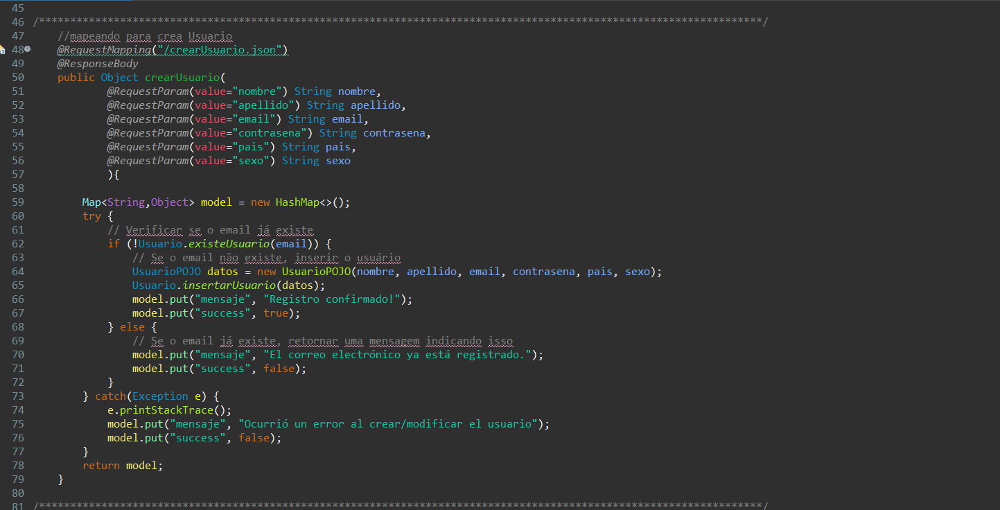 45
46 /********************************************************************************************************************/
47 //mapeando para crea Usuario
48 @RequestMapping("/crearUsuario.json")
49 @ResponseBody
50 public Object crearUsuario(
51 @RequestParam(value="nombre") String nombre,
52 @RequestParam(value="apellido") String apellido,
53 @RequestParam(value="email") String email,
54 @RequestParam(value="contrasena") String contrasena,
55 @RequestParam(value="pais") String pais,
56 @RequestParam(value="sexo") String sexo
57 ){
58
59 Map<String,Object> model = new HashMap<>();
60 try {
61 // Verificar se o email já existe
62 if (!Usuario.existeUsuario(email)) {
63 // Se o email não existe, inserir o usuário
64 UsuarioPOJO datos = new UsuarioPOJO(nombre, apellido, email, contrasena, pais, sexo);
65 Usuario.insertarUsuario(datos);
66 model.put("mensaje", "Registro confirmado!");
67 model.put("success", true);
68 } else {
69 // Se o email já existe, retornar uma mensagem indicando isso
70 model.put("mensaje", "El correo electrónico ya está registrado.");
71 model.put("success", false);
72 }
73 } catch(Exception e) {
74 e.printStackTrace();
75 model.put("mensaje", "Ocurrió un error al crear/modificar el usuario");
76 model.put("success", false);
77 }
78 return model;
79 }
80
81 /********************************************************************************************************************/